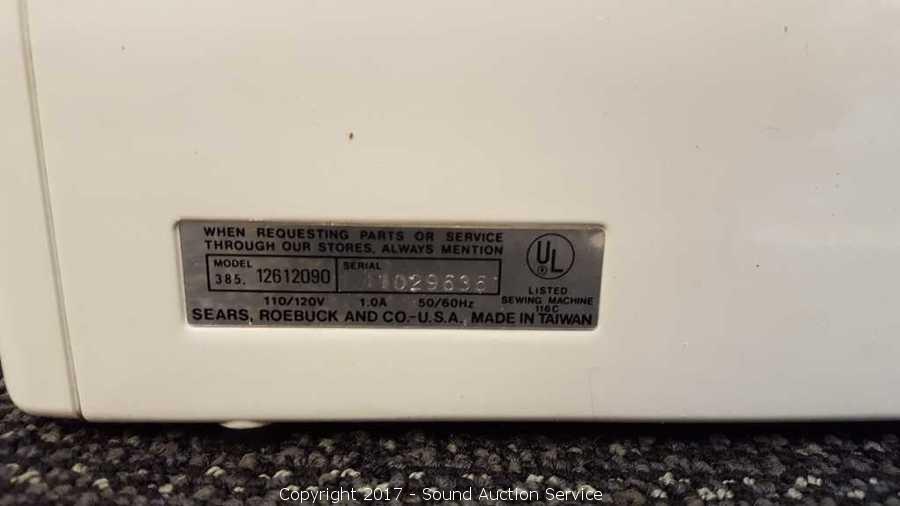 WHEN REQUESTING PARTS OR SERVICE
THROUGH OUR STORES, ALWAYS MENTION
MODEL
385. 12612090
SERIAL
110/120V 1.0A 50/60Hz
SEARS, ROEBUCK AND CO.-U.S.A. MADE IN TAIWAN
UL
®
LISTED
SEWING MACHINE
116C
Copyright 2017 - Sound Auction Service